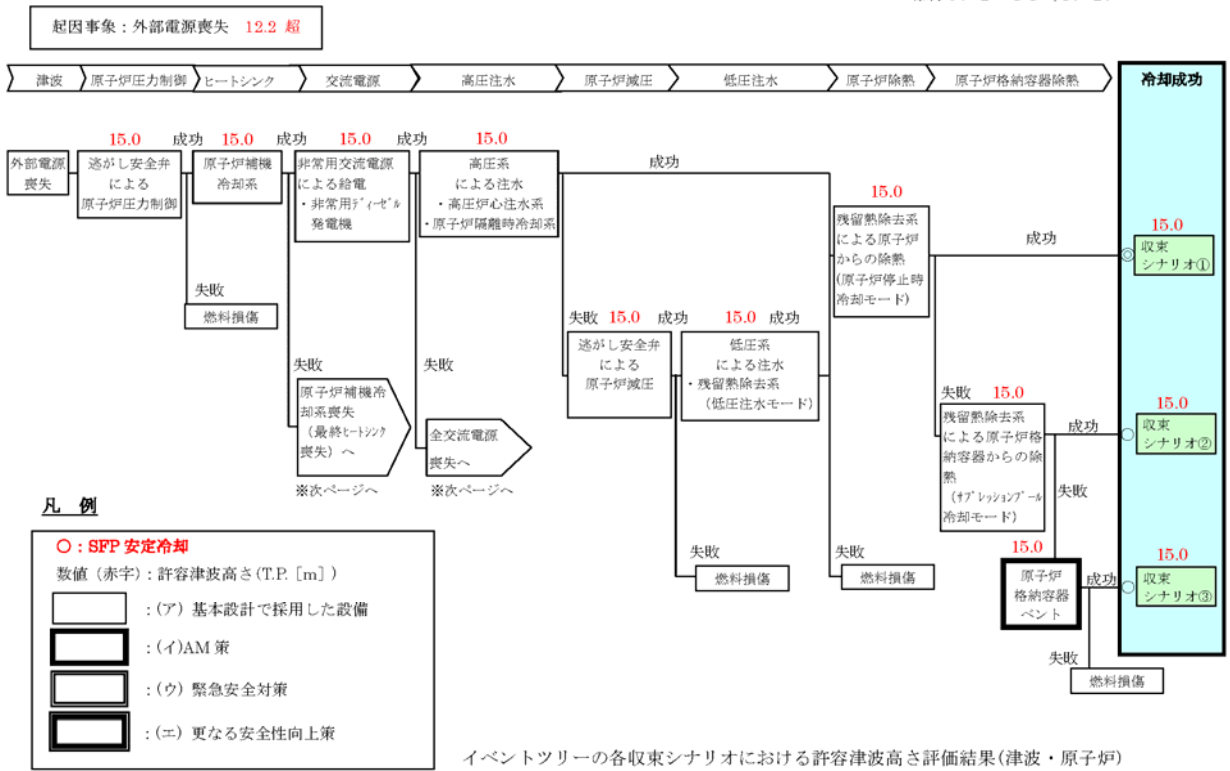 起因事象：外部電源喪失 12.2 超
津波
原子炉圧力制御
ヒートシンク
交流電源
高圧注水
原子炉減圧
低圧注水
原子炉除熱
原子炉格納容器除熱
冷却成功
15.0 成功 15.0 成功 15.0 成功 15.0
外部電源
喪失
逃がし安全弁
による
原子炉圧力制御
原子炉補機
冷却系
非常用交流電源
による給電
・非常用ディーゼル
発電機
高圧系
による注水
・高圧炉心注水系
・原子炉隔離時冷却系
成功
15.0
残留熱除去系
による原子炉
からの除熱
(原子炉停止時
冷却モード)
成功
15.0
収束
シナリオ①
失敗
燃料損傷
失敗
原子炉補機冷
却系喪失
（最終ヒートシンク
喪失）へ
※次ページへ
失敗
全交流電源
喪失へ
※次ページへ
失敗 15.0 成功 15.0 成功
逃がし安全弁
による
原子炉減圧
低圧系
による注水
・残留熱除去系
（低圧注水モード）
失敗 15.0
残留熱除去系
による原子炉格
納容器からの除
熱
（サプレッションプール
冷却モード）
成功
15.0
収束
シナリオ②
失敗
失敗
燃料損傷
失敗
燃料損傷
15.0
原子炉
格納容器
ベント
成功
15.0
収束
シナリオ③
失敗
燃料損傷
凡 例
○：SFP 安定冷却
数値（赤字）：許容津波高さ(T.P.［m］)
：(ア) 基本設計で採用した設備
：(イ)AM 策
：(ウ) 緊急安全対策
：(エ) 更なる安全性向上策
イベントツリーの各収束シナリオにおける許容津波高さ評価結果(津波・原子炉)